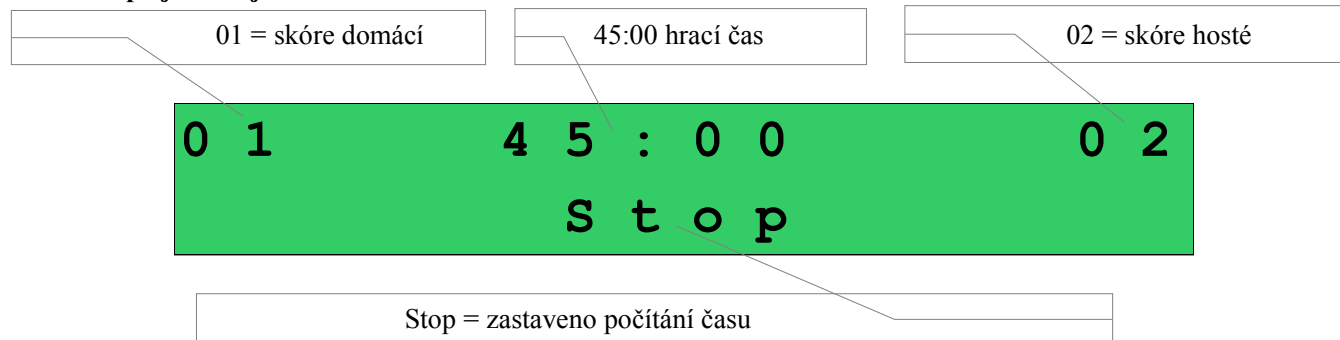 01 = skóre domácí 45:00 hrací čas 02 = skóre hosté
0 1 4 5 : 0 0 0 2
S t o p
Stop = zastaveno počítání času